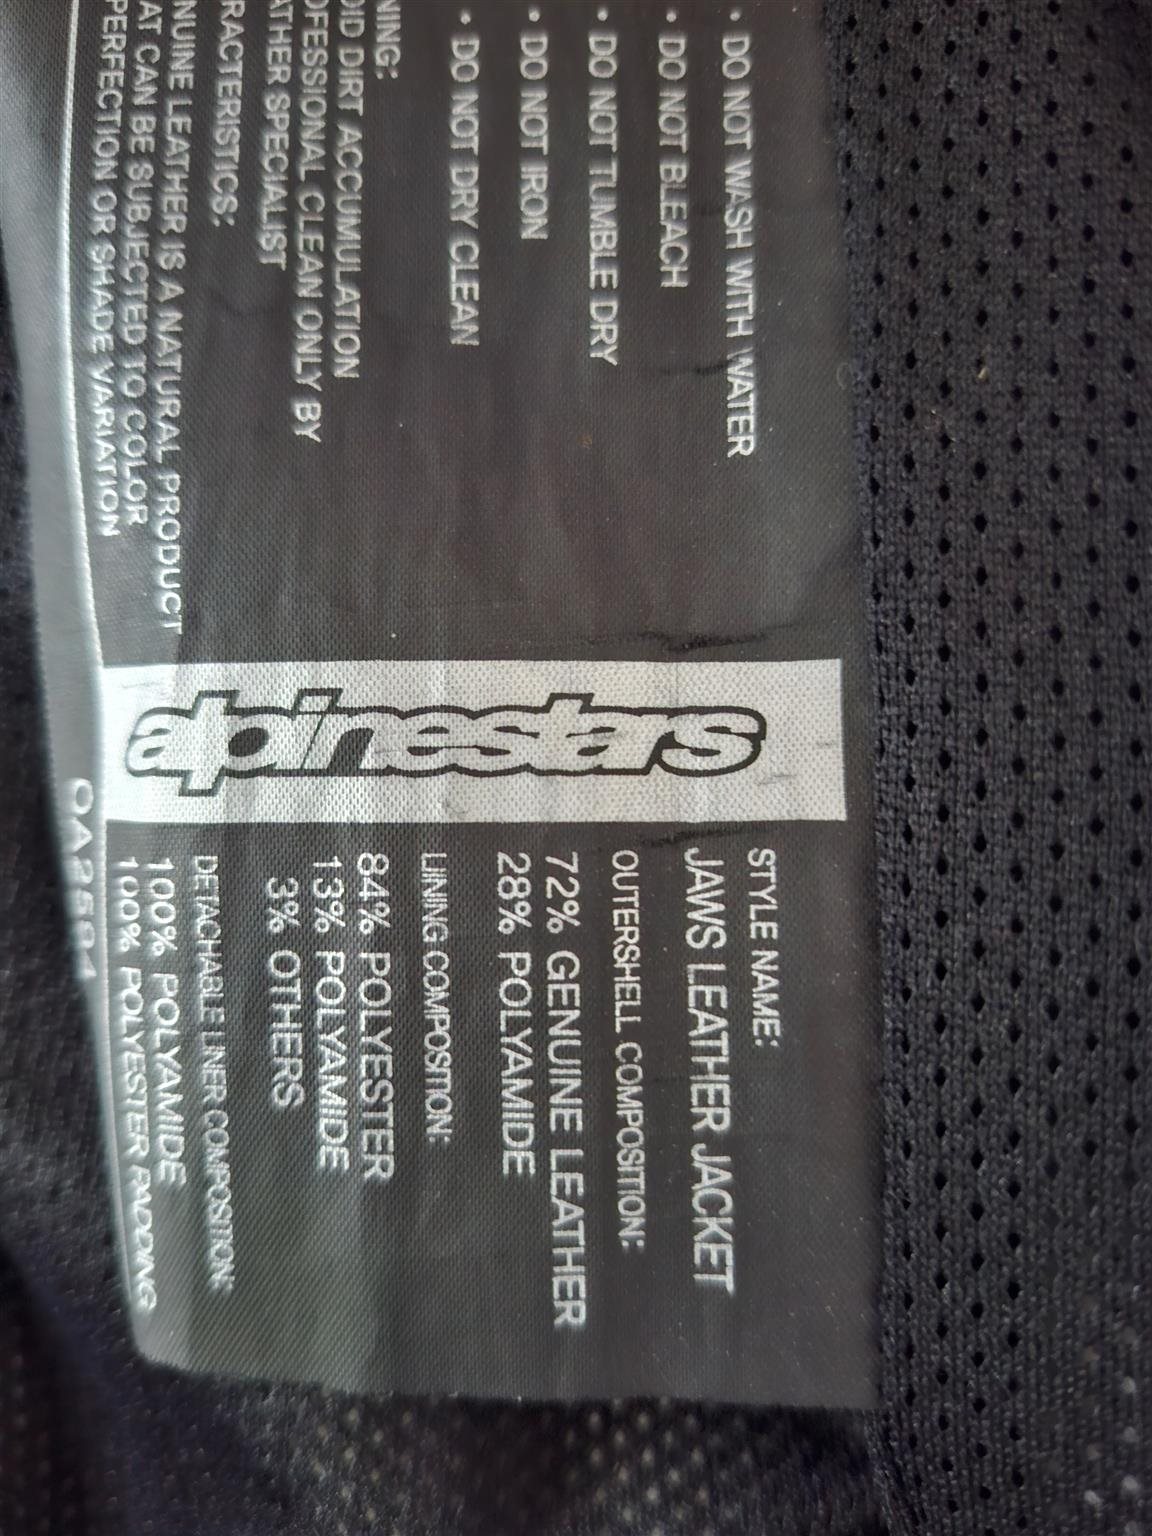 • DO NOT WASH WITH WATER
• DO NOT BLEACH
• DO NOT TUMBLE DRY
• DO NOT IRON
• DO NOT DRY CLEAN
NING:
OID DIRT ACCUMULATION
OFESSIONAL CLEAN ONLY BY
ATHER SPECIALIST
RACTERISTICS:
NUINE LEATHER IS A NATURAL PRODUCT
AT CAN BE SUBJECTED TO COLOR
PERFECTION OR SHADE VARIATION
alpinestars
STYLE NAME:
JAWS LEATHER JACKET
OUTERSHELL COMPOSITION:
72% GENUINE LEATHER
28% POLYAMIDE
LINING COMPOSITION:
84% POLYESTER
13% POLYAMIDE
3% OTHERS
DETACHABLE LINER COMPOSITION:
100% POLYAMIDE
100% POLYESTER PADDING